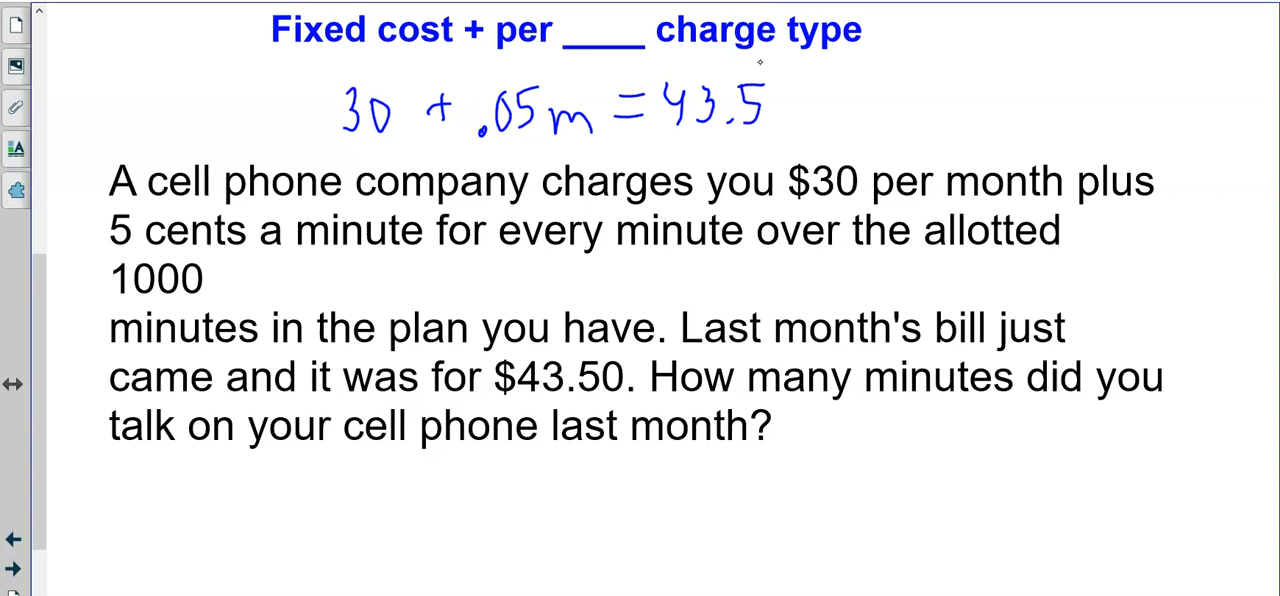 Fixed cost + per ____ charge type
30 + .05m = 43.5
A cell phone company charges you $30 per month plus
5 cents a minute for every minute over the allotted
1000
minutes in the plan you have. Last month's bill just
came and it was for $43.50. How many minutes did you
talk on your cell phone last month?